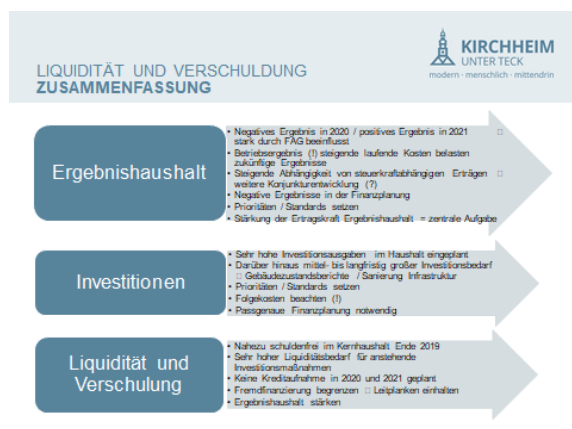 KIRCHHEIM
UNTER TECK
modern · menschlich · mittendrin
LIQUIDITÄT UND VERSCHULDUNG
ZUSAMMENFASSUNG
Ergebnishaushalt
• Negatives Ergebnis in 2020 / positives Ergebnis in 2021 □
stark durch FAG beeinflusst
• Betriebsergebnis (!) steigende laufende Kosten belasten
zukünftige Ergebnisse
• Steigende Abhängigkeit von steuerkraftabhängigen Erträgen □
weitere Konjunkturentwicklung (?)
• Negative Ergebnisse in der Finanzplanung
• Prioritäten / Standards setzen
• Stärkung der Ertragskraft Ergebnishaushalt = zentrale Aufgabe
Investitionen
• Sehr hohe Investitionsausgaben im Haushalt eingeplant
• Darüber hinaus mittel- bis langfristig großer Investitionsbedarf
□ Gebäudezustandsberichte / Sanierung Infrastruktur
• Prioritäten / Standards setzen
• Folgekosten beachten (!)
• Passgenaue Finanzplanung notwendig
Liquidität und
Verschulung
• Nahezu schuldenfrei im Kernhaushalt Ende 2019
• Sehr hoher Liquiditätsbedarf für anstehende
Investitionsmaßnahmen
• Keine Kreditaufnahme in 2020 und 2021 geplant
• Fremdfinanzierung begrenzen □ Leitplanken einhalten
• Ergebnishaushalt stärken